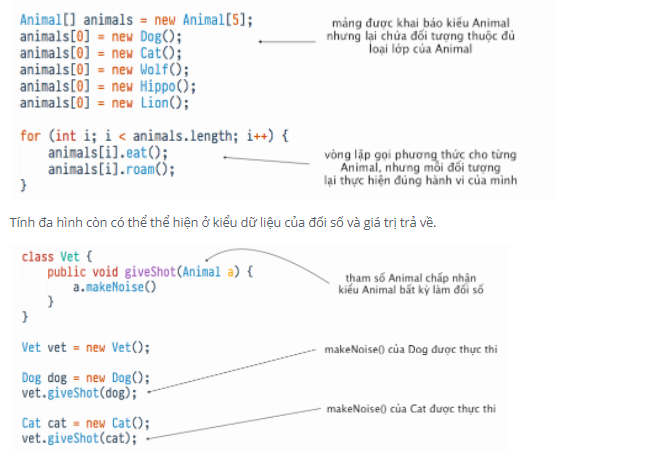 Animal[] animals = new Animal[5];
animals[0] = new Dog();
animals[0] = new Cat();
animals[0] = new Wolf();
animals[0] = new Hippo();
animals[0] = new Lion();
mảng được khai báo kiểu Animal
nhưng lại chứa đối tượng thuộc đủ
loại lớp của Animal
for (int i; i < animals.length; i++) {
animals[i].eat();
animals[i].roam();
}
vòng lặp gọi phương thức cho từng
Animal, nhưng mỗi đối tượng
lại thực hiện đúng hành vi của mình
Tính đa hình còn có thể thể hiện ở kiểu dữ liệu của đối số và giá trị trả về.
class Vet {
public void giveShot(Animal a) {
a.makeNoise()
}
}
tham số Animal chấp nhận
kiểu Animal bất kỳ làm đối số
Vet vet = new Vet();
Dog dog = new Dog();
vet.giveShot(dog);
makeNoise() của Dog được thực thi
Cat cat = new Cat();
vet.giveShot(cat);
makeNoise() của Cat được thực thi